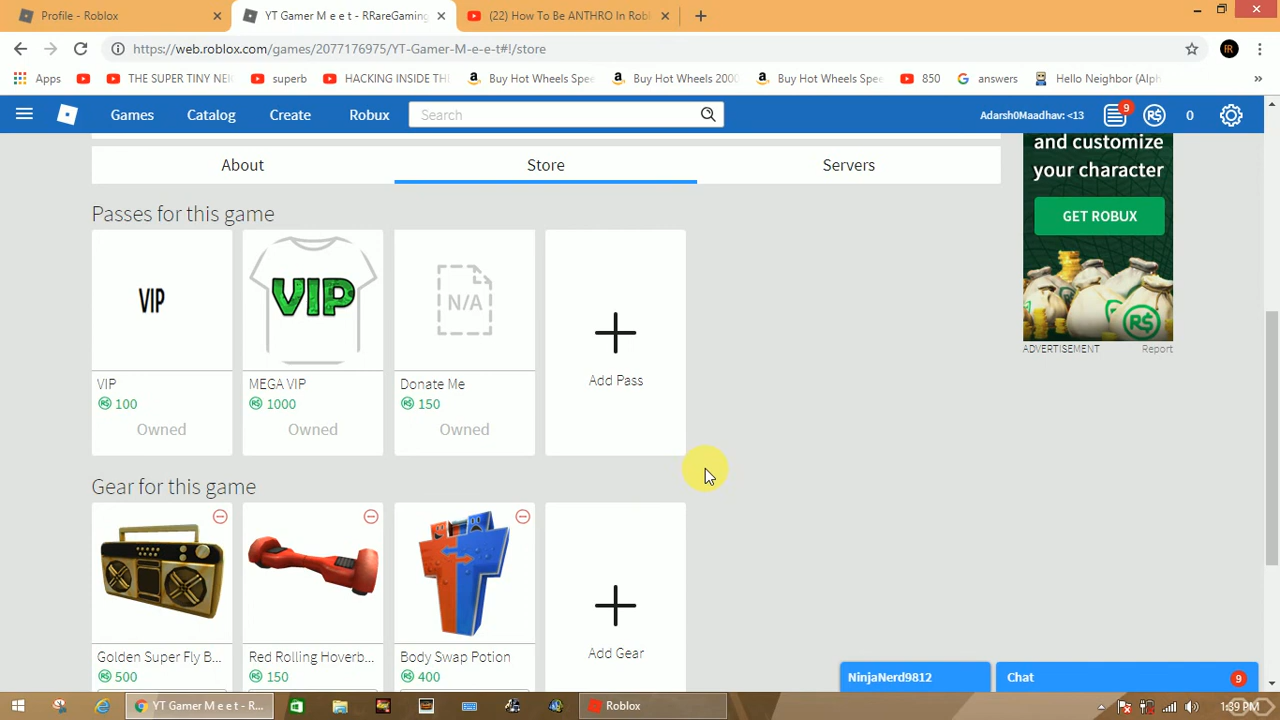 Profile - Roblox
YT Gamer M e e t - RRareGaming
(22) How To Be ANTHRO In Robl
https://web.roblox.com/games/2077176975/YT-Gamer-M-e-e-t#!/store
Apps
THE SUPER TINY NEI
superb
HACKING INSIDE TH
Buy Hot Wheels Spe
Buy Hot Wheels 2000
Buy Hot Wheels Spe
850
answers
Hello Neighbor (Alph
Games
Catalog
Create
Robux
Search
Adarsh0Maadhav: <13
9
0
and customize
your character
GET ROBUX
ADVERTISEMENT
Report
About
Store
Servers
Passes for this game
VIP
VIP
N/A
VIP
MEGA VIP
Donate Me
Add Pass
100
1000
150
Owned
Owned
Owned
Gear for this game
Golden Super Fly B...
Red Rolling Hoverb...
Body Swap Potion
Add Gear
500
150
400
NinjaNerd9812
Chat
9
YT Gamer M e e t - R...
Roblox
1:39 PM